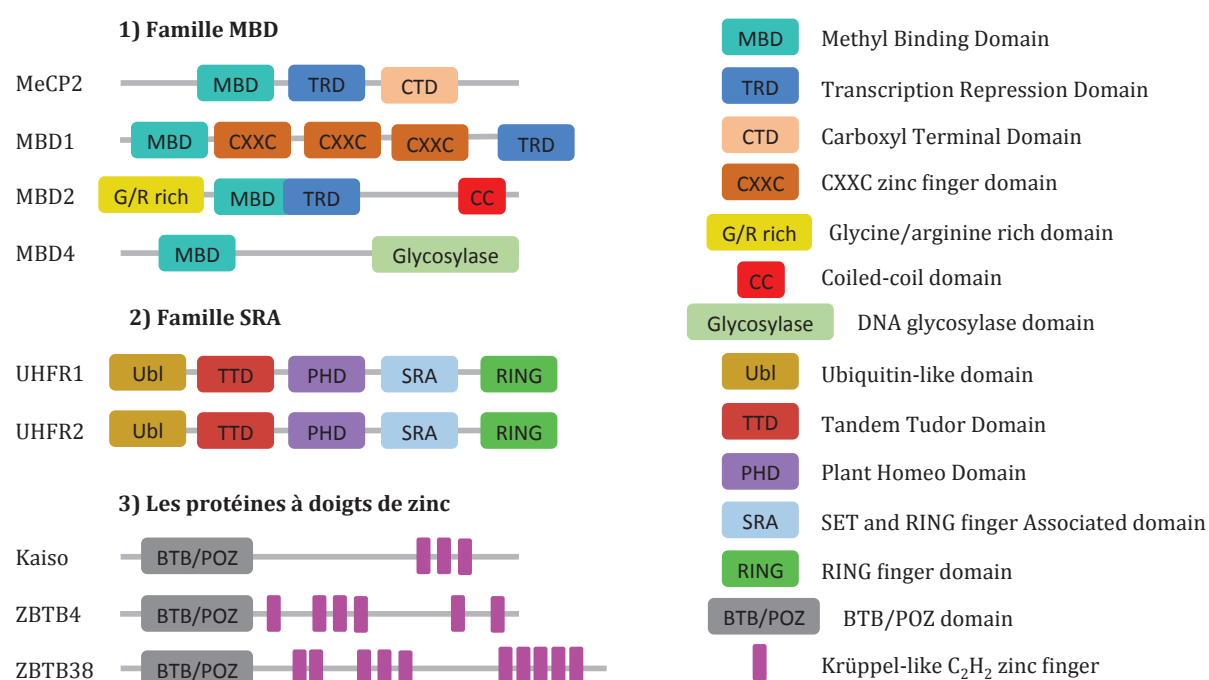 1) Famille MBD
MeCP2 MBD TRD CTD
MBD1 MBD CXXC CXXC CXXC TRD
MBD2 G/R rich MBD TRD CC
MBD4 MBD Glycosylase
2) Famille SRA
UHFR1 Ubl TTD PHD SRA RING
UHFR2 Ubl TTD PHD SRA RING
3) Les protéines à doigts de zinc
Kaiso BTB/POZ
ZBTB4 BTB/POZ
ZBTB38 BTB/POZ
MBD Methyl Binding Domain
TRD Transcription Repression Domain
CTD Carboxyl Terminal Domain
CXXC CXXC zinc finger domain
G/R rich Glycine/arginine rich domain
CC Coiled-coil domain
Glycosylase DNA glycosylase domain
Ubl Ubiquitin-like domain
TTD Tandem Tudor Domain
PHD Plant Homeo Domain
SRA SET and RING finger Associated domain
RING RING finger domain
BTB/POZ BTB/POZ domain
Krüppel-like C₂H₂ zinc finger